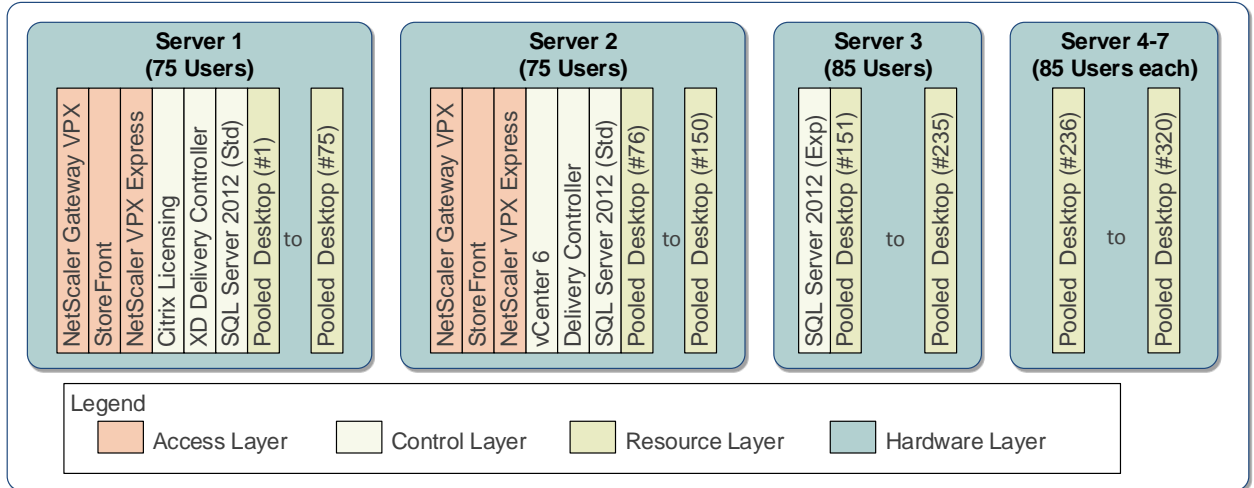 Server 1
(75 Users)
NetScaler Gateway VPX
StoreFront
NetScaler VPX Express
Citrix Licensing
XD Delivery Controller
SQL Server 2012 (Std)
Pooled Desktop (#1)
to
Pooled Desktop (#75)
Server 2
(75 Users)
NetScaler Gateway VPX
StoreFront
NetScaler VPX Express
vCenter 6
Delivery Controller
SQL Server 2012 (Std)
Pooled Desktop (#76)
to
Pooled Desktop (#150)
Server 3
(85 Users)
SQL Server 2012 (Exp)
Pooled Desktop (#151)
to
Pooled Desktop (#235)
Server 4-7
(85 Users each)
Pooled Desktop (#236)
to
Pooled Desktop (#320)
Legend
Access Layer
Control Layer
Resource Layer
Hardware Layer